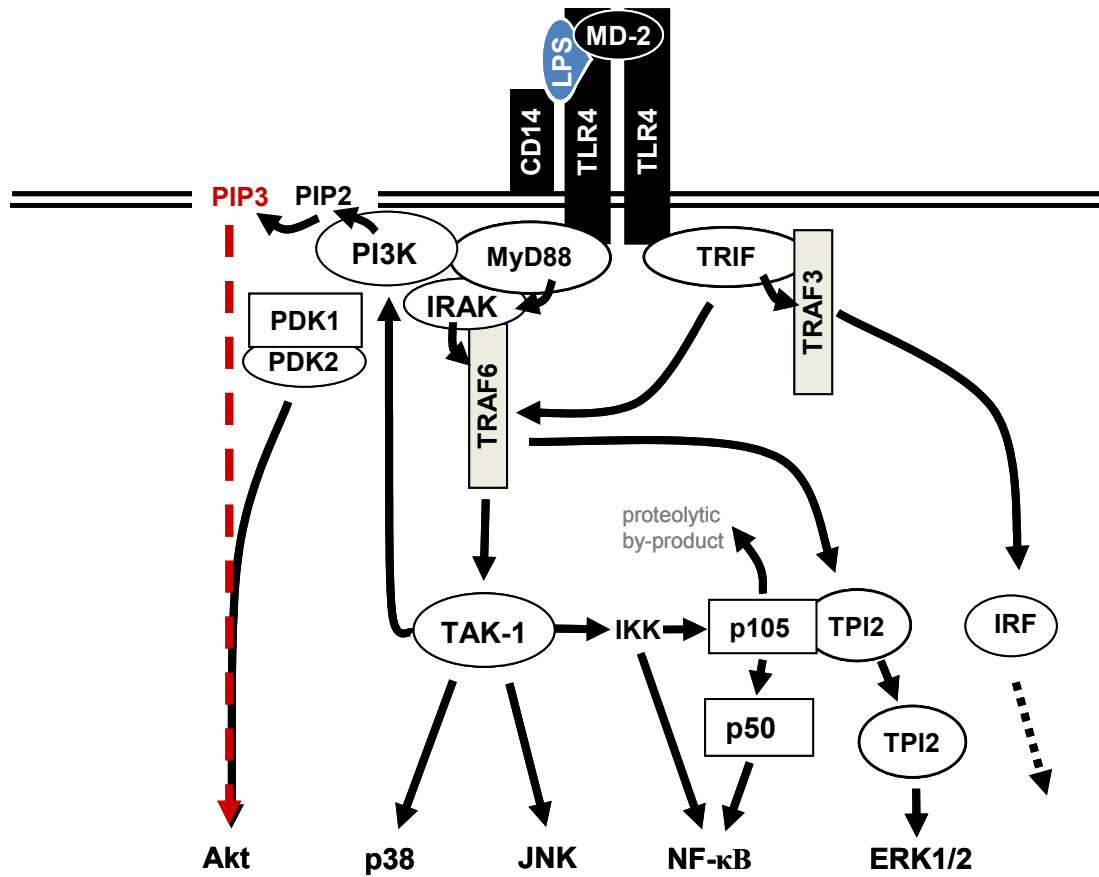 MD-2
LPS
CD14
TLR4
TLR4
PIP3
PIP2
PI3K
MyD88
TRIF
IRAK
TRAF3
PDK1
PDK2
TRAF6
proteolytic
by-product
TAK-1
IKK
p105
TPI2
IRF
p50
TPI2
Akt
p38
JNK
NF-κB
ERK1/2